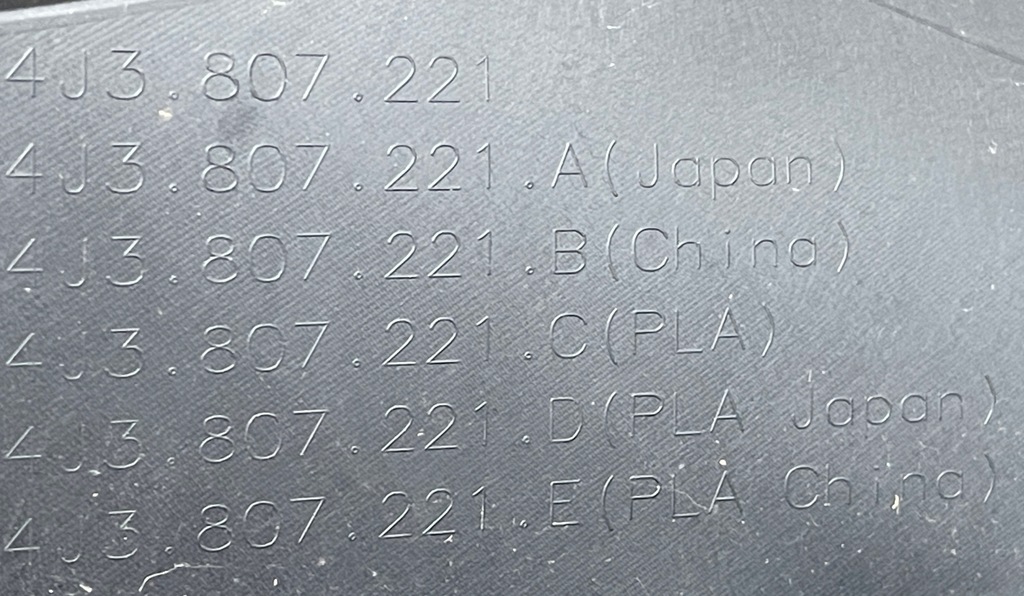 4J3.807.221
4J3.807.221.A(Japan)
4J3.807.221.B(China)
4J3.807.221.C(PLA)
4J3.807.221.D(PLA Japan)
4J3.807.221.E(PLA China)